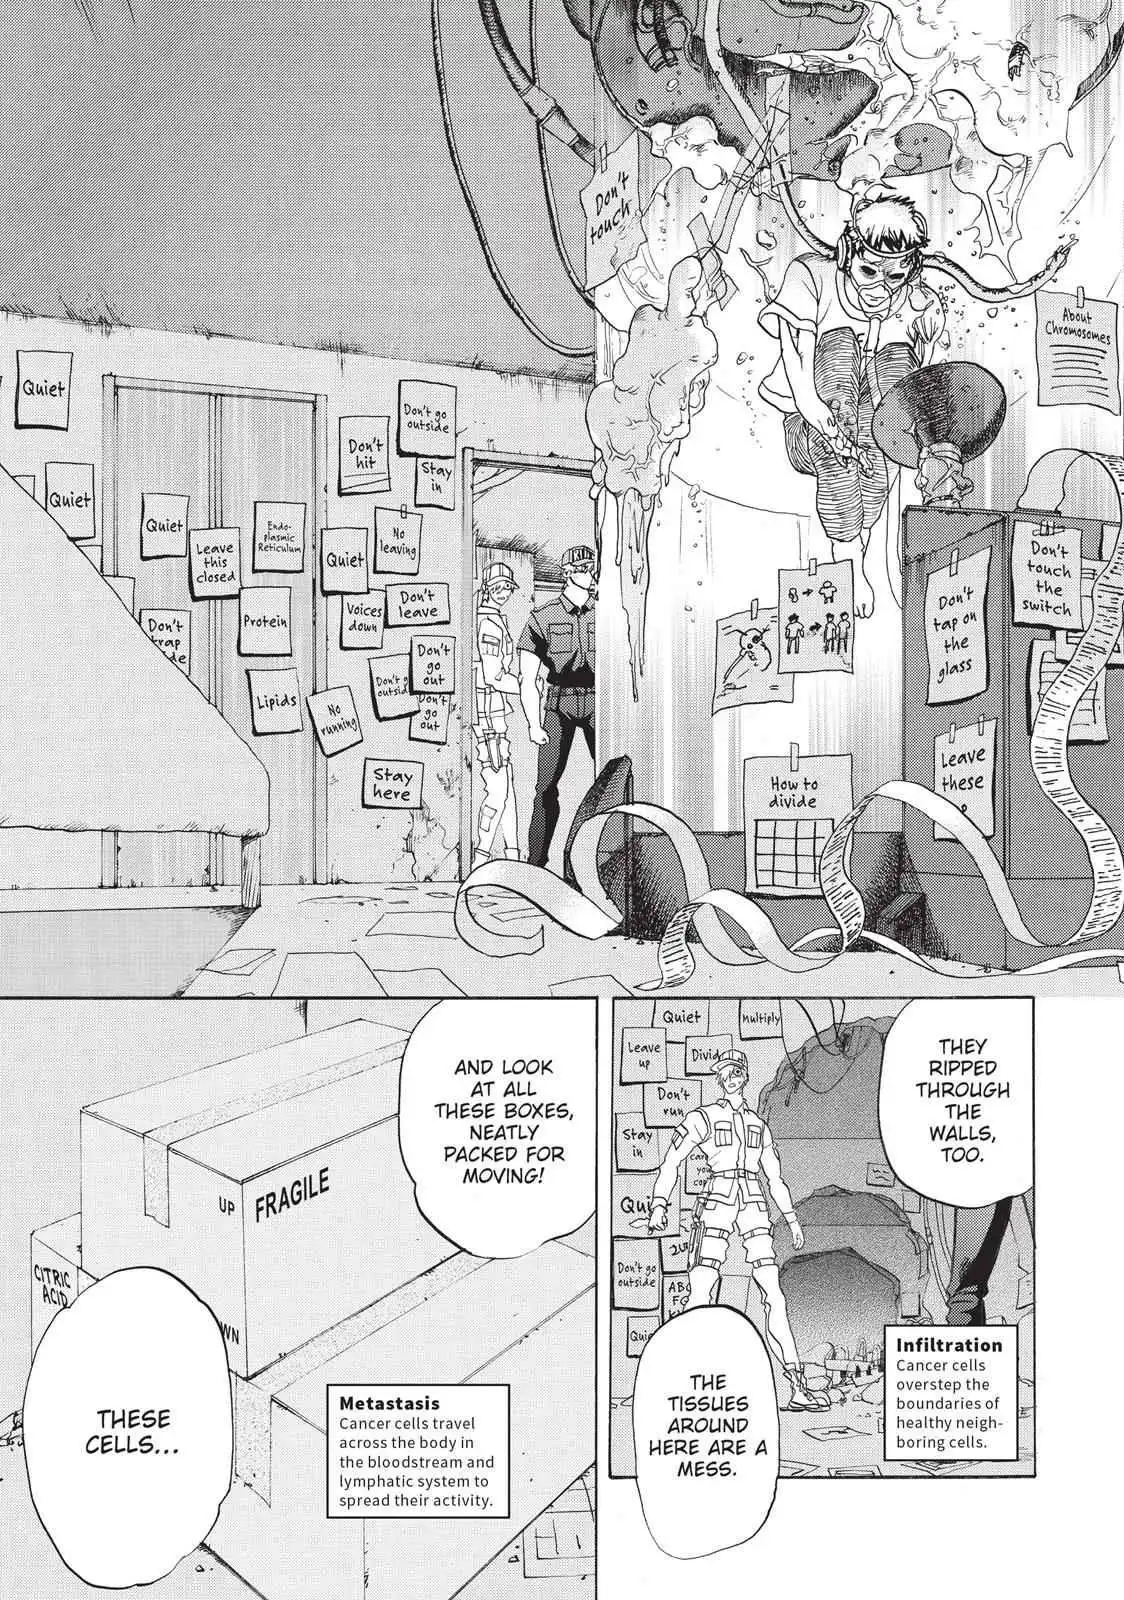 Don't
touch
About
Chromosomes
Quiet
Don't go
outside
Don't
hit
Stay
in
Quiet
Quiet
Endo-
plasmic
Reticulum
No
leaving
Leave
this
closed
Quiet
Don't
touch
the
switch
Don't
tap on
the
glass
Protein
Voices
down
Don't
leave
Don't
Don't
go
out
Don't g
outside
Don't
go
out
Lipids
No
running
Leave
these
Stay
here
How to
divide
THEY
RIPPED
THROUGH
THE
WALLS,
TOO.
Quiet
Multiply
Leave
up
Divid
Don't
run
Stay
in
Don't go
outside
THE
TISSUES
AROUND
HERE ARE A
MESS.
Infiltration
Cancer cells
overstep the
boundaries of
healthy neigh-
boring cells.
AND LOOK
AT ALL
THESE BOXES,
NEATLY
PACKED FOR
MOVING!
UP
FRAGILE
CITRIC
ACID
THESE
CELLS...
Metastasis
Cancer cells travel
across the body in
the bloodstream and
lymphatic system to
spread their activity.